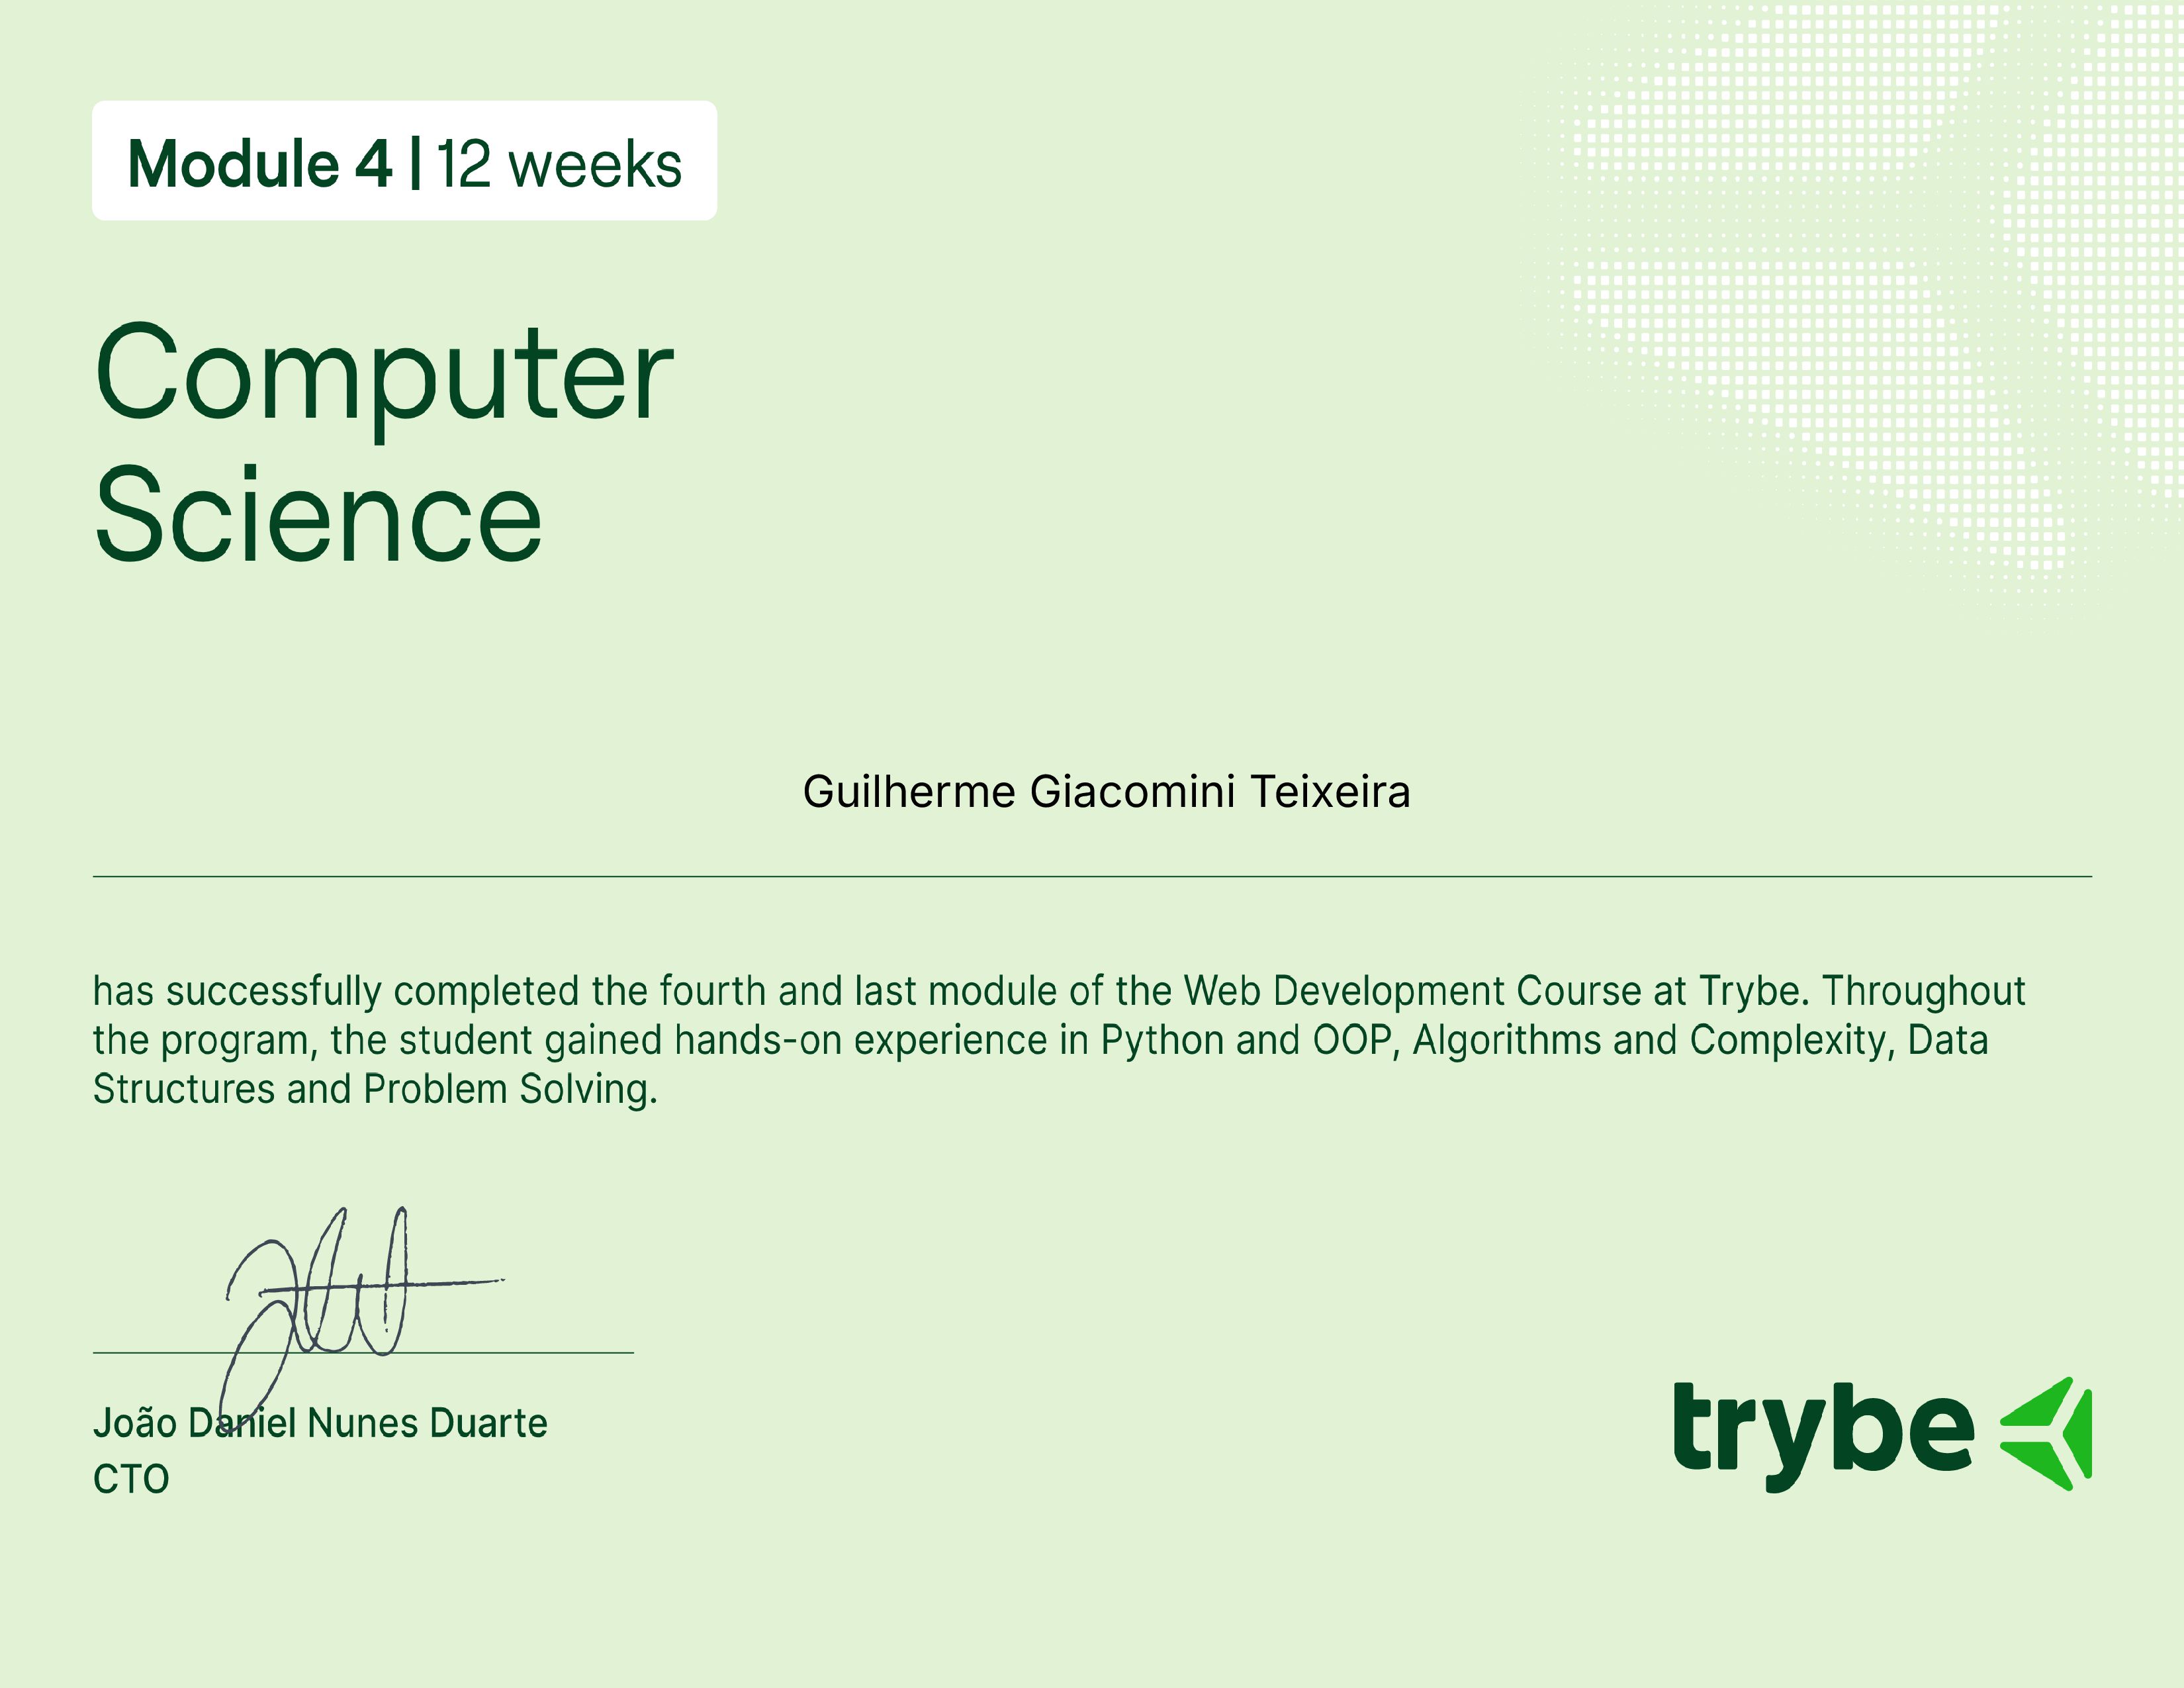 Module 4 | 12 weeks
Computer
Science
Guilherme Giacomini Teixeira
has successfully completed the fourth and last module of the Web Development Course at Trybe. Throughout
the program, the student gained hands-on experience in Python and OOP, Algorithms and Complexity, Data
Structures and Problem Solving.
João Daniel Nunes Duarte
CTO
trybe